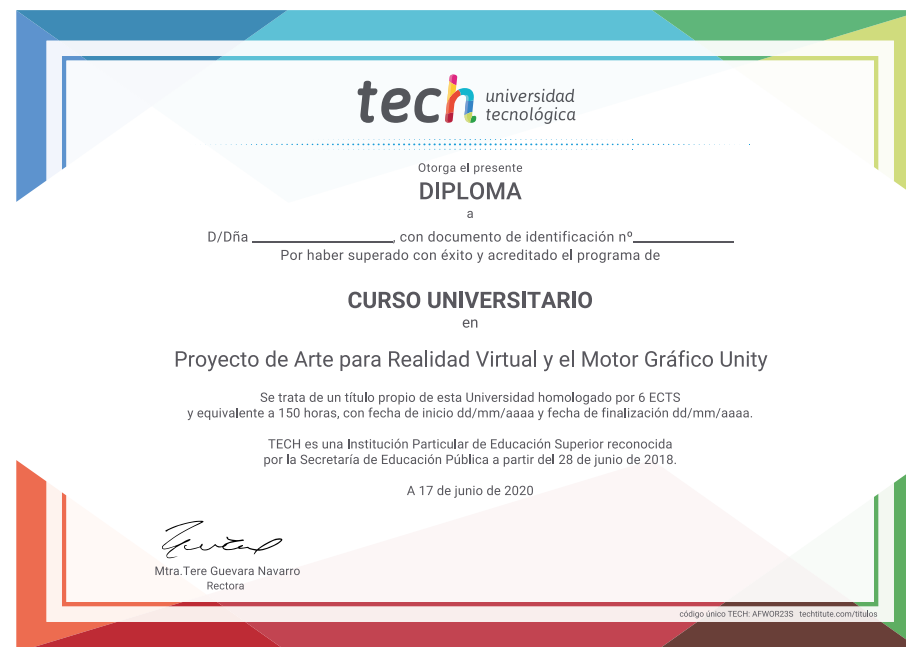 tech universidad
tecnológica
Otorga el presente
DIPLOMA
a
D/Dña ____________________, con documento de identificación nº______________
Por haber superado con éxito y acreditado el programa de
CURSO UNIVERSITARIO
en
Proyecto de Arte para Realidad Virtual y el Motor Gráfico Unity
Se trata de un título propio de esta Universidad homologado por 6 ECTS
y equivalente a 150 horas, con fecha de inicio dd/mm/aaaa y fecha de finalización dd/mm/aaaa.
TECH es una Institución Particular de Educación Superior reconocida
por la Secretaría de Educación Pública a partir del 28 de junio de 2018.
A 17 de junio de 2020
Mtra.Tere Guevara Navarro
Rectora
código único TECH: AFWOR23S techtitute.com/titulos